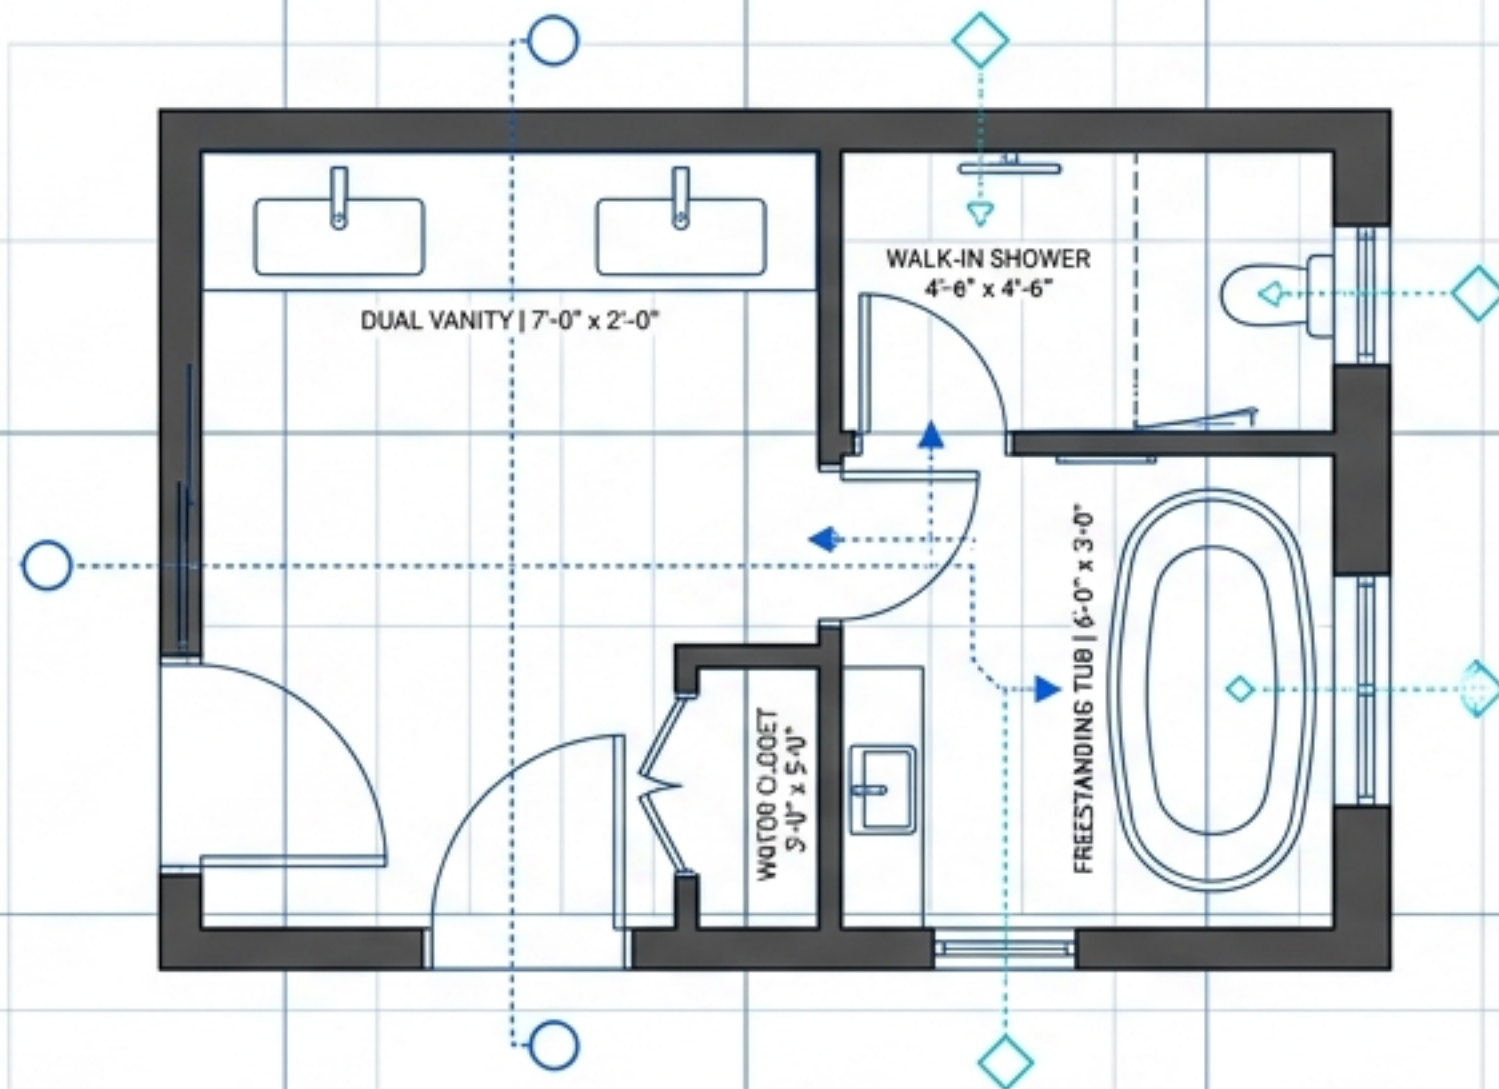 WALK-IN SHOWER
4'-6" x 4'-6"
DUAL VANITY | 7'-0" x 2'-0"
FREESTANDING TUB | 6'-0" x 3'-0"